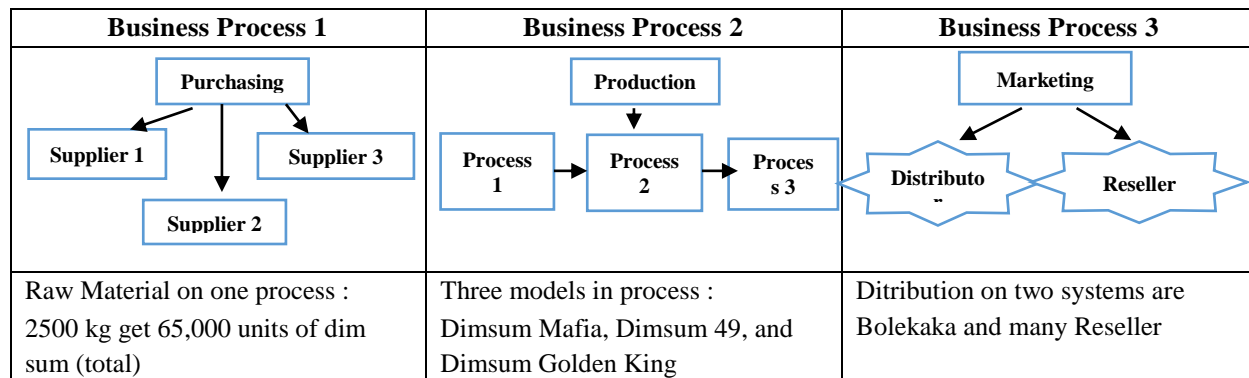 Business Process 1
Business Process 2
Business Process 3
Purchasing
Supplier 1
Supplier 3
Supplier 2
Production
Process
1
Process
2
Proces
s 3
Marketing
Distributo
r
Reseller
Raw Material on one process :
2500 kg get 65,000 units of dim
sum (total)
Three models in process :
Dimsum Mafia, Dimsum 49, and
Dimsum Golden King
Ditribution on two systems are
Bolekaka and many Reseller